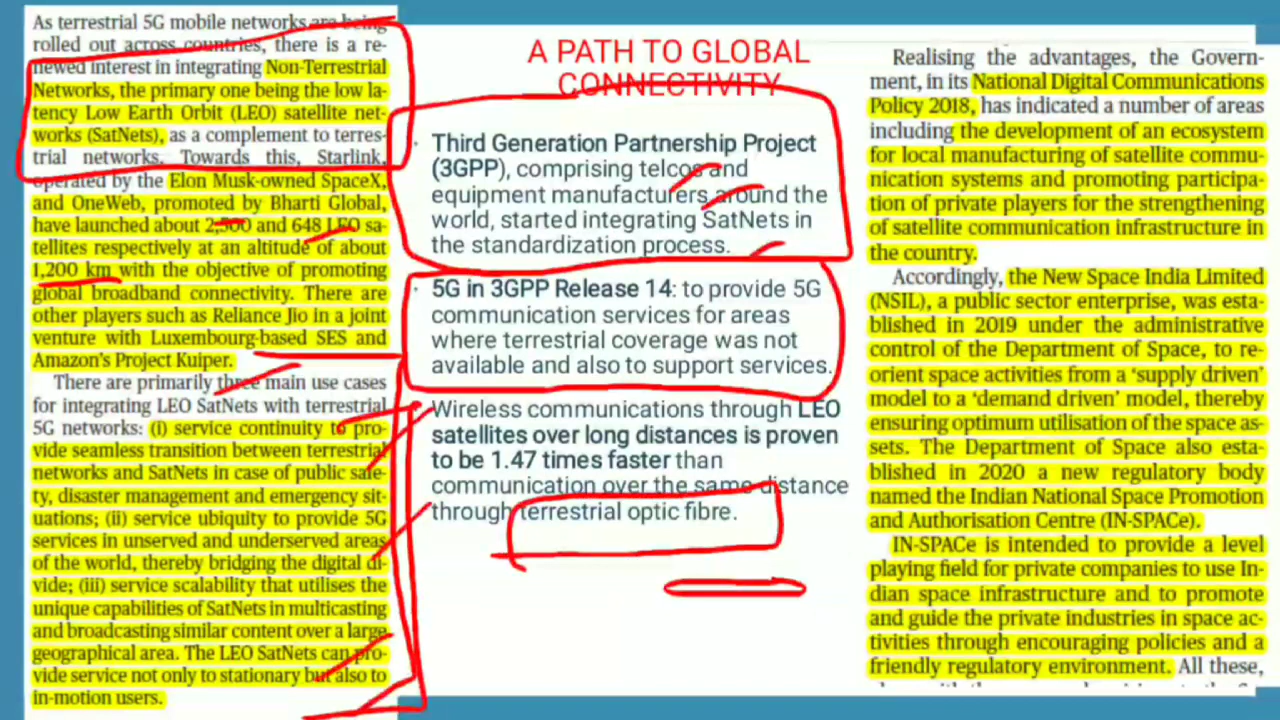 As terrestrial 5G mobile networks are being
rolled out across countries, there is a re-
newed interest in integrating Non-Terrestrial
Networks, the primary one being the low la-
tency Low Earth Orbit (LEO) satellite net-
works (SatNets), as a complement to terres-
trial networks. Towards this, Starlink,
operated by the Elon Musk-owned SpaceX,
and OneWeb, promoted by Bharti Global,
have launched about 2,500 and 648 LEO sa-
tellites respectively at an altitude of about
1,200 km with the objective of promoting
global broadband connectivity. There are
other players such as Reliance Jio in a joint
venture with Luxembourg-based SES and
Amazon's Project Kuiper.
There are primarily three main use cases
for integrating LEO SatNets with terrestrial
5G networks: (i) service continuity to pro-
vide seamless transition between terrestrial
networks and SatNets in case of public safe-
ty, disaster management and emergency sit-
uations; (ii) service ubiquity to provide 5G
services in unserved and underserved areas
of the world, thereby bridging the digital di-
vide; (iii) service scalability that utilises the
unique capabilities of SatNets in multicasting
and broadcasting similar content over a large
geographical area. The LEO SatNets can pro-
vide service not only to stationary but also to
in-motion users.
A PATH TO GLOBAL
CONNECTIVITY
• Third Generation Partnership Project
(3GPP), comprising telcos and
equipment manufacturers around the
world, started integrating SatNets in
the standardization process.
• 5G in 3GPP Release 14: to provide 5G
communication services for areas
where terrestrial coverage was not
available and also to support services.
• Wireless communications through LEO
satellites over long distances is proven
to be 1.47 times faster than
communication over the same distance
through terrestrial optic fibre.
Realising the advantages, the Govern-
ment, in its National Digital Communications
Policy 2018, has indicated a number of areas
including the development of an ecosystem
for local manufacturing of satellite commu-
nication systems and promoting participa-
tion of private players for the strengthening
of satellite communication infrastructure in
the country.
Accordingly, the New Space India Limited
(NSIL), a public sector enterprise, was esta-
blished in 2019 under the administrative
control of the Department of Space, to re-
orient space activities from a 'supply driven'
model to a 'demand driven' model, thereby
ensuring optimum utilisation of the space as-
sets. The Department of Space also esta-
blished in 2020 a new regulatory body
named the Indian National Space Promotion
and Authorisation Centre (IN-SPACe).
IN-SPACe is intended to provide a level
playing field for private companies to use In-
dian space infrastructure and to promote
and guide the private industries in space ac-
tivities through encouraging policies and a
friendly regulatory environment. All these,